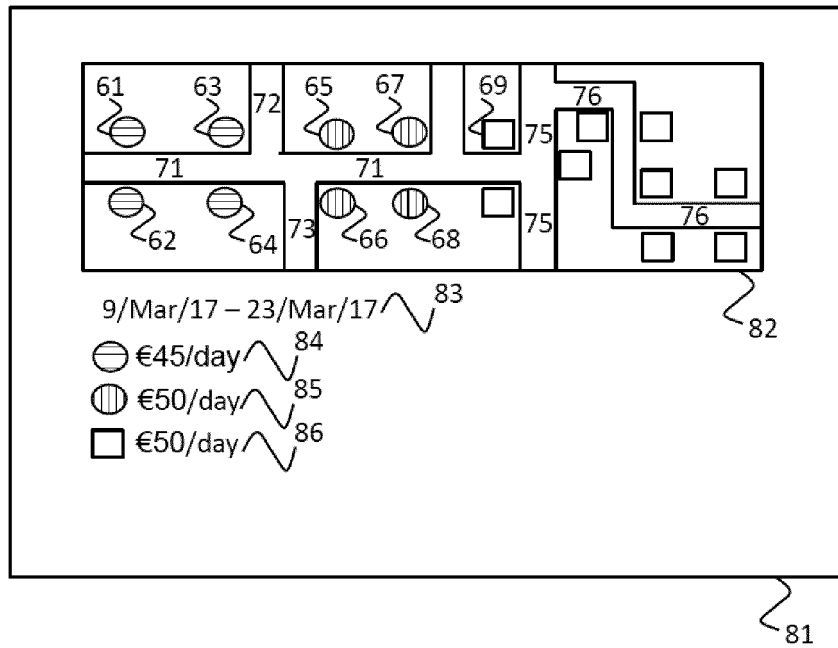 61 63 72 65 67 69 75 76
71 71
62 64 73 66 68 75 76
82
9/Mar/17 – 23/Mar/17 83
€45/day 84
€50/day 85
€50/day 86
81